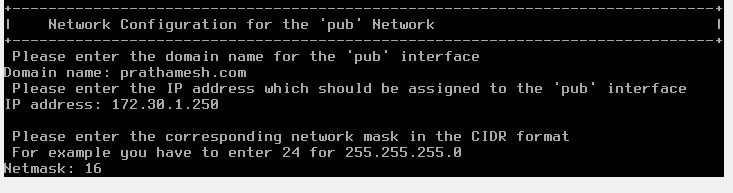 Network Configuration for the 'pub' Network
Please enter the domain name for the 'pub' interface
Domain name: prathamesh.com
Please enter the IP address which should be assigned to the 'pub' interface
IP address: 172.30.1.250
Please enter the corresponding network mask in the CIDR format
For example you have to enter 24 for 255.255.255.0
Netmask: 16